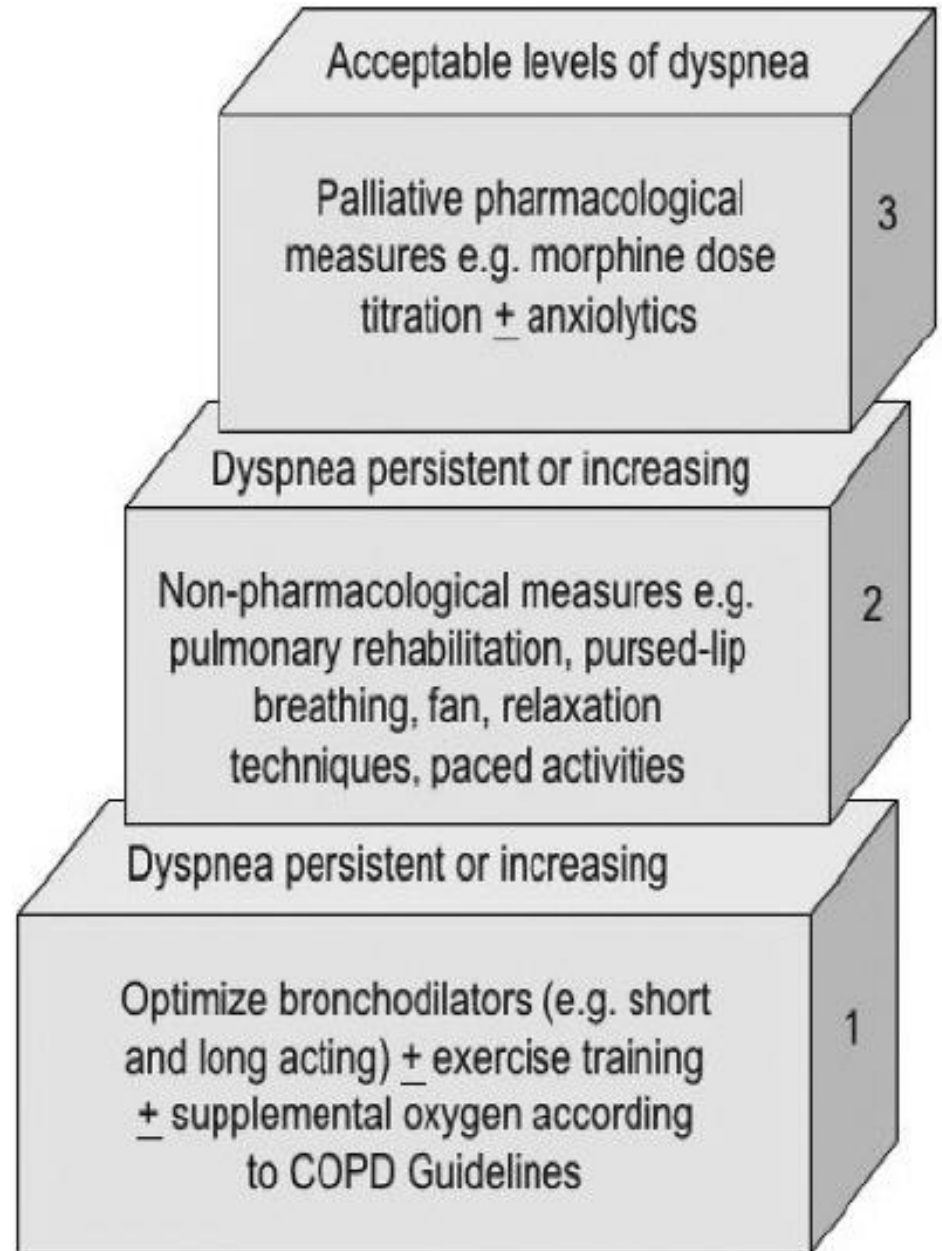 Acceptable levels of dyspnea
Palliative pharmacological
measures e.g. morphine dose
titration ± anxiolytics
3
Dyspnea persistent or increasing
Non-pharmacological measures e.g.
pulmonary rehabilitation, pursed-lip
breathing, fan, relaxation
techniques, paced activities
2
Dyspnea persistent or increasing
Optimize bronchodilators (e.g. short
and long acting) ± exercise training
± supplemental oxygen according
to COPD Guidelines
1